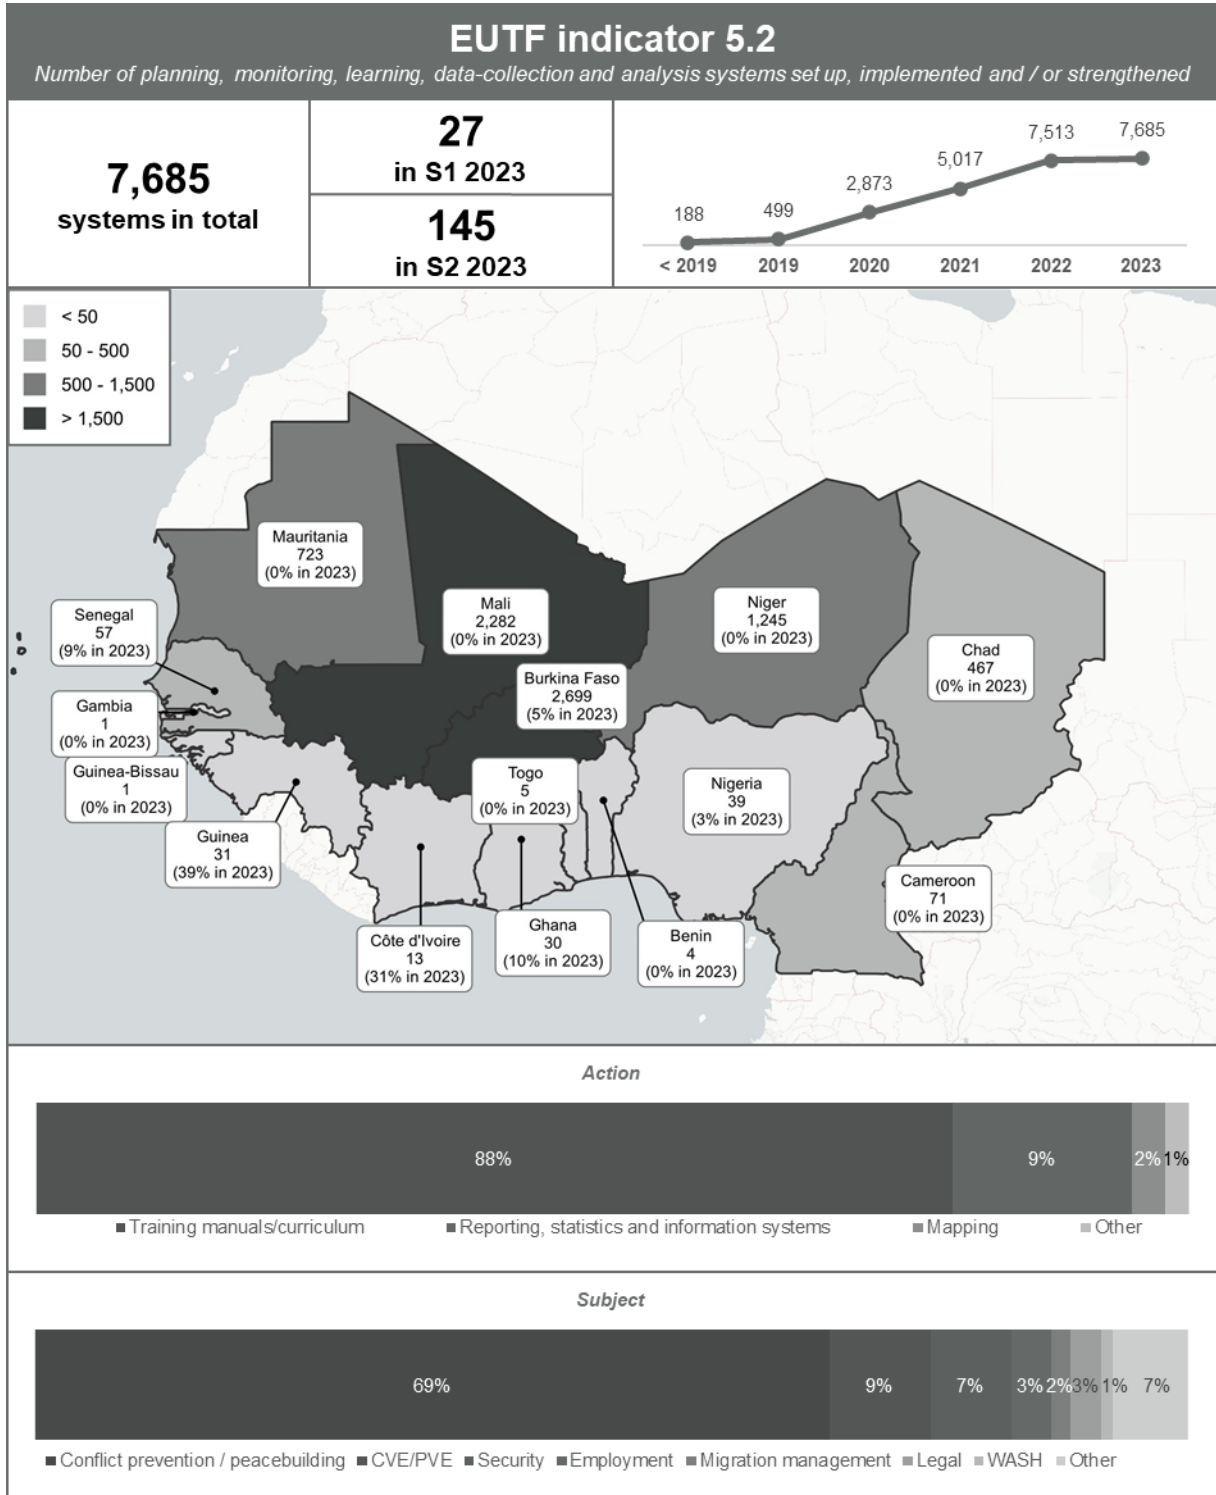 EUTF indicator 5.2
Number of planning, monitoring, learning, data-collection and analysis systems set up, implemented and / or strengthened
7,685
systems in total
27
in S1 2023
145
in S2 2023
188
499
2,873
5,017
7,513
7,685
< 2019
2019
2020
2021
2022
2023
< 50
50 - 500
500 - 1,500
> 1,500
Mauritania
723
(0% in 2023)
Mali
2,282
(0% in 2023)
Niger
1,245
(0% in 2023)
Chad
467
(0% in 2023)
Senegal
57
(9% in 2023)
Burkina Faso
2,699
(5% in 2023)
Gambia
1
(0% in 2023)
Guinea-Bissau
1
(0% in 2023)
Togo
5
(0% in 2023)
Nigeria
39
(3% in 2023)
Guinea
31
(39% in 2023)
Cameroon
71
(0% in 2023)
Côte d'Ivoire
13
(31% in 2023)
Ghana
30
(10% in 2023)
Benin
4
(0% in 2023)
Action
88%
9%
2%
1%
Training manuals/curriculum
Reporting, statistics and information systems
Mapping
Other
Subject
69%
9%
7%
3%
2%
3%
1%
7%
Conflict prevention / peacebuilding
CVE/PVE
Security
Employment
Migration management
Legal
WASH
Other